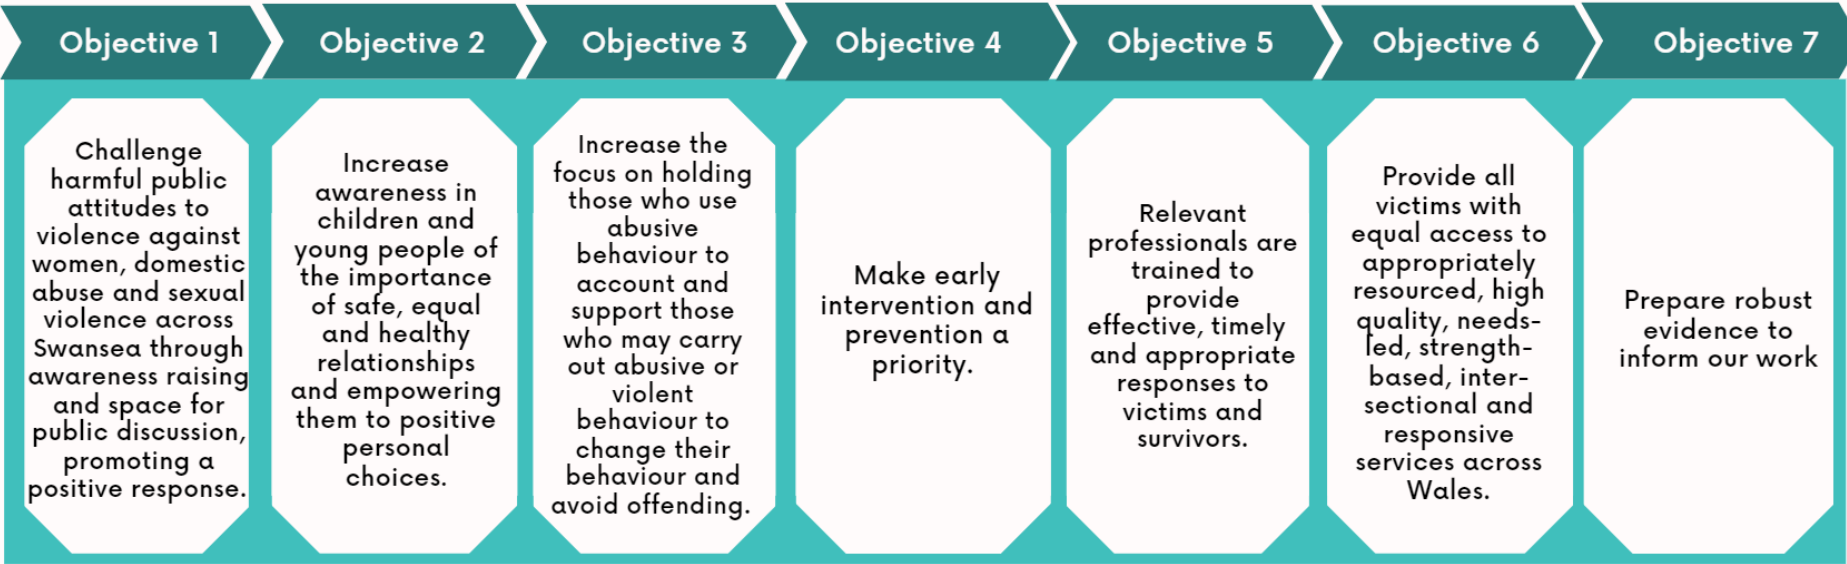 Objective 1
Challenge
harmful public
attitudes to
violence against
women, domestic
abuse and sexual
violence across
Swansea through
awareness raising
and space for
public discussion,
promoting a
positive response.
Objective 2
Increase
awareness in
children and
young people of
the importance
of safe, equal
and healthy
relationships
and empowering
them to positive
personal
choices.
Objective 3
Increase the
focus on holding
those who use
abusive
behaviour to
account and
support those
who may carry
out abusive or
violent
behaviour to
change their
behaviour and
avoid offending.
Objective 4
Make early
intervention and
prevention a
priority.
Objective 5
Relevant
professionals are
trained to
provide
effective, timely
and appropriate
responses to
victims and
survivors.
Objective 6
Provide all
victims with
equal access to
appropriately
resourced, high
quality, needs-
led, strength-
based, inter-
sectional and
responsive
services across
Wales.
Objective 7
Prepare robust
evidence to
inform our work